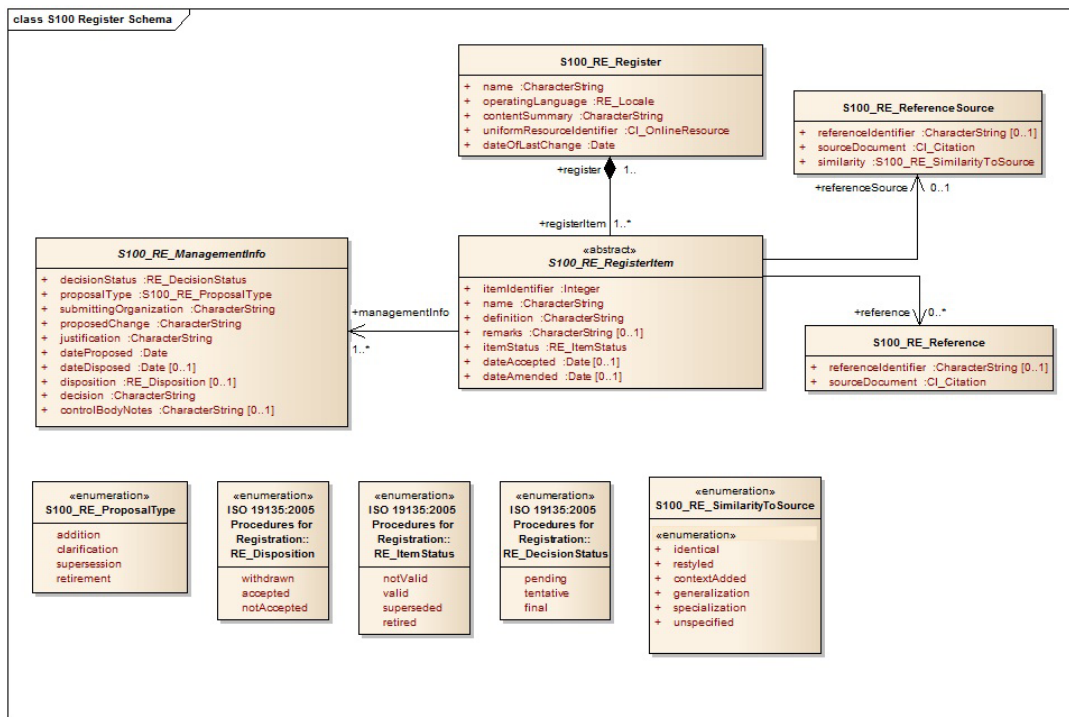 class S100 Register Schema
S100_RE_Register
+ name :CharacterString
+ operatingLanguage :RE_Locale
+ contentSummary :CharacterString
+ uniformResourceIdentifier :CI_OnlineResource
+ dateOfLastChange :Date
+register 1..
+registerItem 1..*
S100_RE_ReferenceSource
+ referenceIdentifier :CharacterString [0..1]
+ sourceDocument :CI_Citation
+ similarity :S100_RE_SimilarityToSource
+referenceSource 0..1
S100_RE_ManagementInfo
+ decisionStatus :RE_DecisionStatus
+ proposalType :S100_RE_ProposalType
+ submittingOrganization :CharacterString
+ proposedChange :CharacterString
+ justification :CharacterString
+ dateProposed :Date
+ dateDisposed :Date [0..1]
+ disposition :RE_Disposition [0..1]
+ decision :CharacterString
+ controlBodyNotes :CharacterString [0..1]
+managementInfo
1..*
«abstract»
S100_RE_RegisterItem
+ itemIdentifier :Integer
+ name :CharacterString
+ definition :CharacterString
+ remarks :CharacterString [0..1]
+ itemStatus :RE_ItemStatus
+ dateAccepted :Date [0..1]
+ dateAmended :Date [0..1]
+reference 0..*
S100_RE_Reference
+ referenceIdentifier :CharacterString [0..1]
+ sourceDocument :CI_Citation
«enumeration»
S100_RE_ProposalType
addition
clarification
supersession
retirement
«enumeration»
ISO 19135:2005
Procedures for
Registration::
RE_Disposition
withdrawn
accepted
notAccepted
«enumeration»
ISO 19135:2005
Procedures for
Registration::
RE_ItemStatus
notValid
valid
superseded
retired
«enumeration»
ISO 19135:2005
Procedures for
Registration::
RE_DecisionStatus
pending
tentative
final
«enumeration»
S100_RE_SimilarityToSource
«enumeration»
+ identical
+ restyled
+ contextAdded
+ generalization
+ specialization
+ unspecified